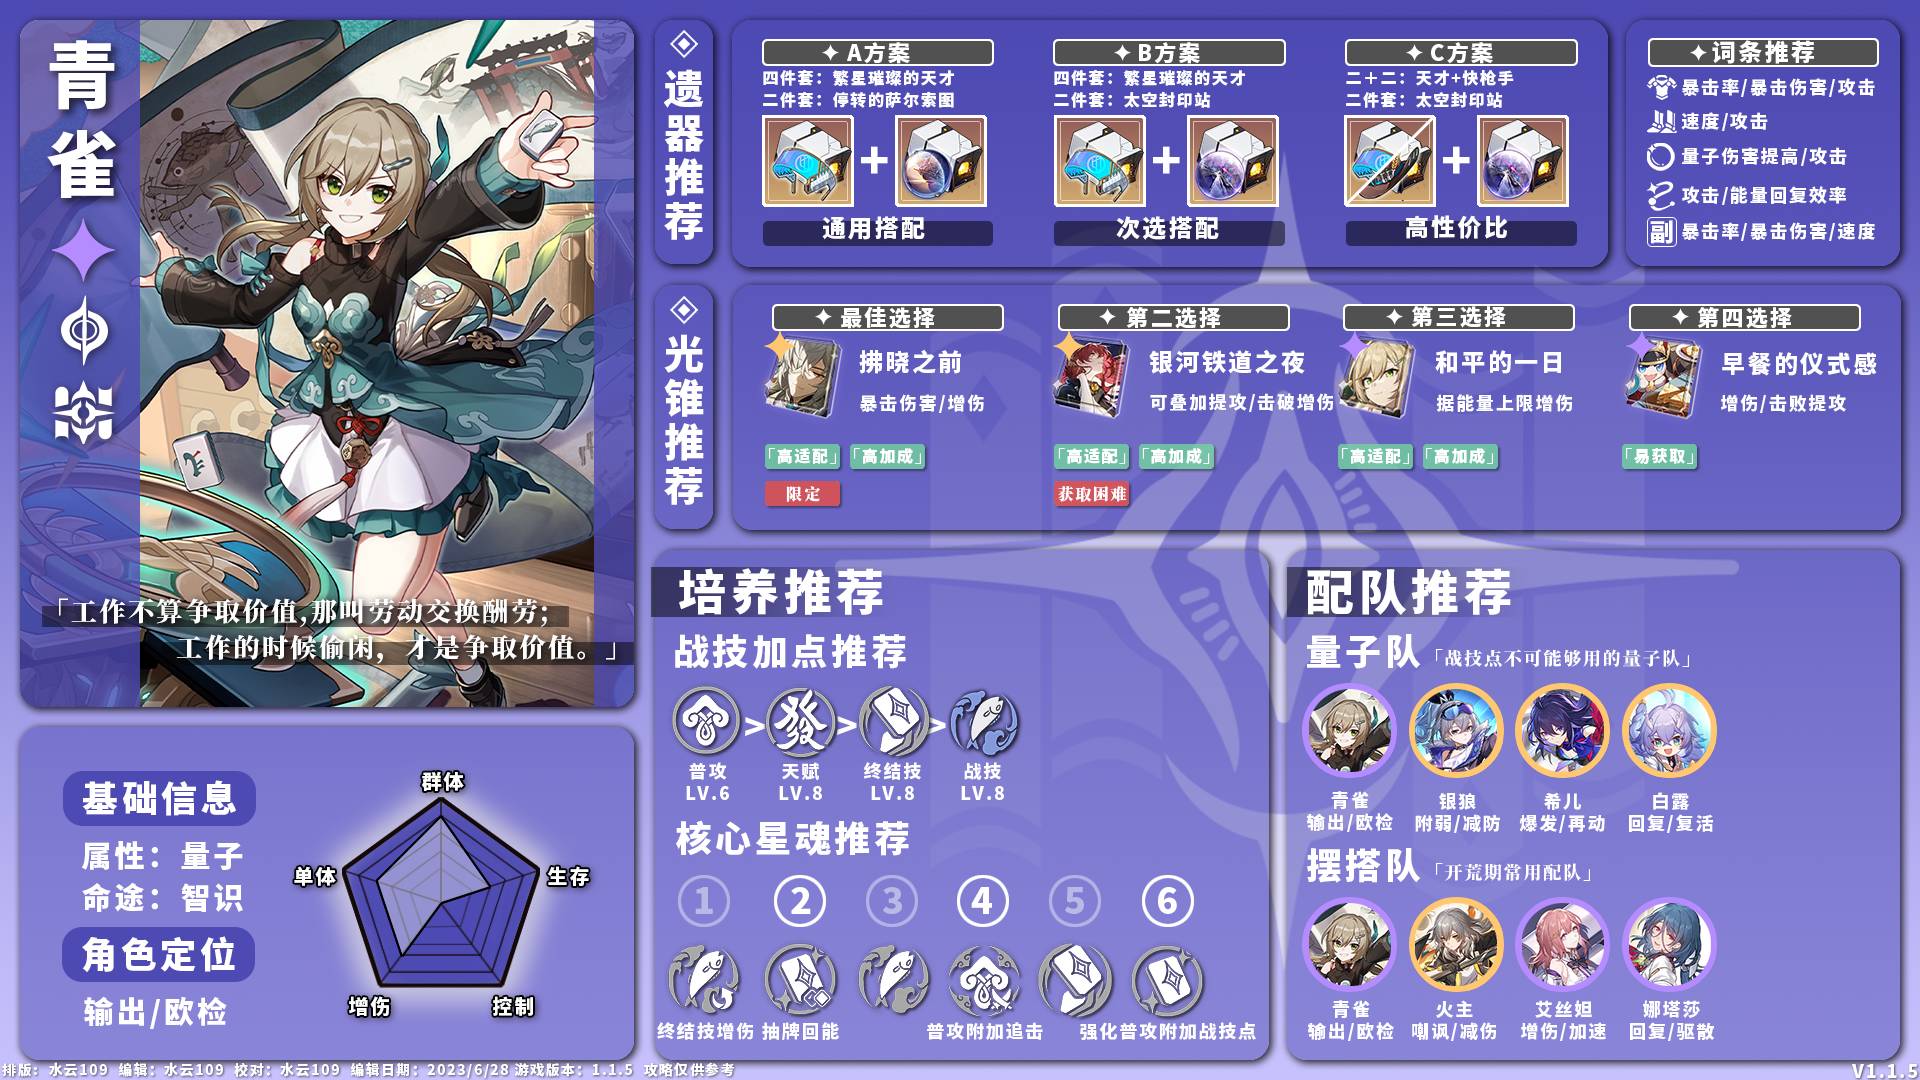 青雀
「工作不算争取价值,那叫劳动交换酬劳；
工作的时候偷闲，才是争取价值。」
基础信息
属性：量子
命途：智识
角色定位
输出/欧检
群体
生存
控制
增伤
单体
遗器推荐
A方案
四件套：繁星璀璨的天才
二件套：停转的萨尔索图
+
通用搭配
B方案
四件套：繁星璀璨的天才
二件套：太空封印站
+
次选搭配
C方案
二+二：天才+快枪手
二件套：太空封印站
+
高性价比
词条推荐
暴击率/暴击伤害/攻击
速度/攻击
量子伤害提高/攻击
攻击/能量回复效率
副 暴击率/暴击伤害/速度
光锥推荐
最佳选择
拂晓之前
暴击伤害/增伤
「高适配」「高加成」
限定
第二选择
银河铁道之夜
可叠加提攻/击破增伤
「高适配」「高加成」
获取困难
第三选择
和平的一日
据能量上限增伤
「高适配」「高加成」
第四选择
早餐的仪式感
增伤/击败提攻
「易获取」
培养推荐
战技加点推荐
發
> > >
普攻 天赋 终结技 战技
LV.6 LV.8 LV.8 LV.8
核心星魂推荐
1 2 3 4 5 6
终结技增伤 抽牌回能 普攻附加追击 强化普攻附加战技点
配队推荐
量子队「战技点不可能够用的量子队」
青雀 银狼 希儿 白露
输出/欧检 附弱/减防 爆发/再动 回复/复活
摆搭队「开荒期常用配队」
青雀 火主 艾丝妲 娜塔莎
输出/欧检 嘲讽/减伤 增伤/加速 回复/驱散
排版：水云109 编辑：水云109 校对：水云109 编辑日期：2023/6/28 游戏版本：1.1.5 攻略仅供参考
V1.1.5